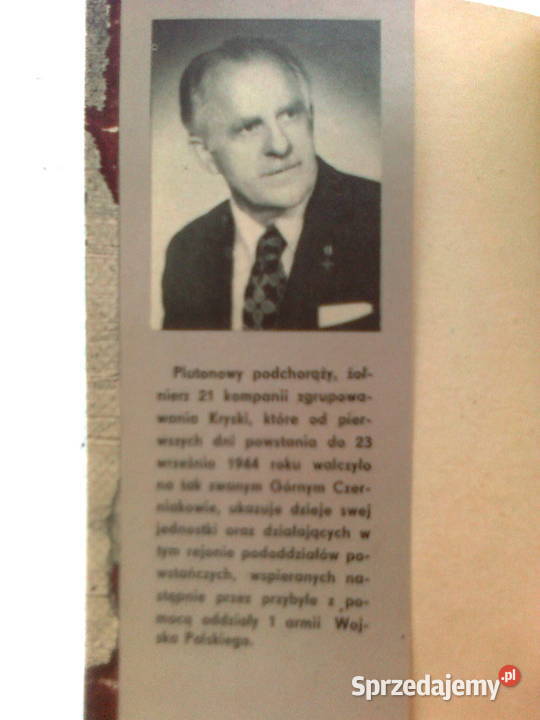 Plutonowy podchorąży, żoł-
nierz 21 kompanii zgrupowa-
wania Kryski, które od pier-
wszych dni powstania do 23
września 1944 roku walczyło
na tak zwanym Górnym Czer-
niakowie, ukazuje dzieje swej
jednostki oraz działających w
tym rejonie pododdziałów po-
wstańczych, wspieranych na-
stępnie przez przybyłe z po-
mocą oddziały 1 armii Woj-
ska Polskiego.
Sprzedajemy.pl